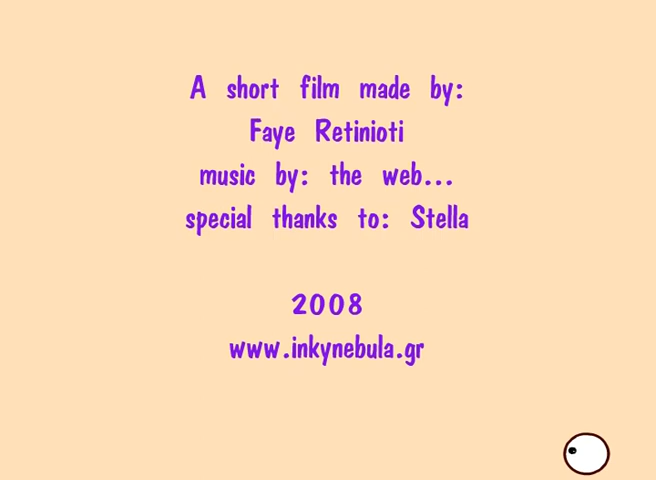 A short film made by:
Faye Retinioti
music by: the web...
special thanks to: Stella
2008
www.inkynebula.gr